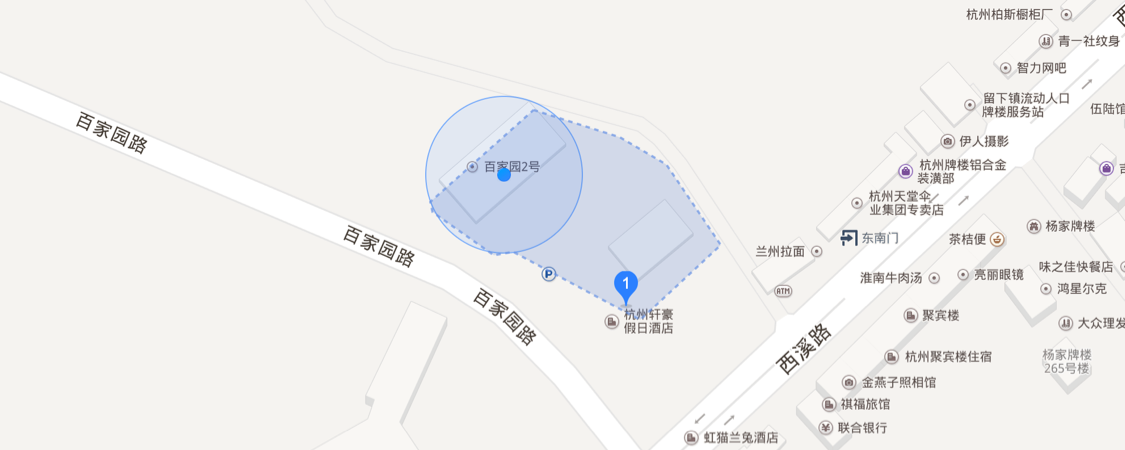 杭州柏斯橱柜厂
青一社纹身
智力网吧
留下镇流动人口
牌楼服务站
伍陆馆
伊人摄影
百家园路
百家园2号
杭州牌楼铝合金
装潢部
杭州天堂伞
业集团专卖店
东南门
杨家牌楼
茶桔便
百家园路
兰州拉面
淮南牛肉汤
亮丽眼镜
味之佳快餐店
P
1
ATM
鸿星尔克
百家园路
杭州轩豪
假日酒店
聚宾楼
大众理发
西溪路
杭州聚宾楼住宿
杨家牌楼
265号楼
金燕子照相馆
祺福旅馆
联合银行
虹猫兰兔酒店